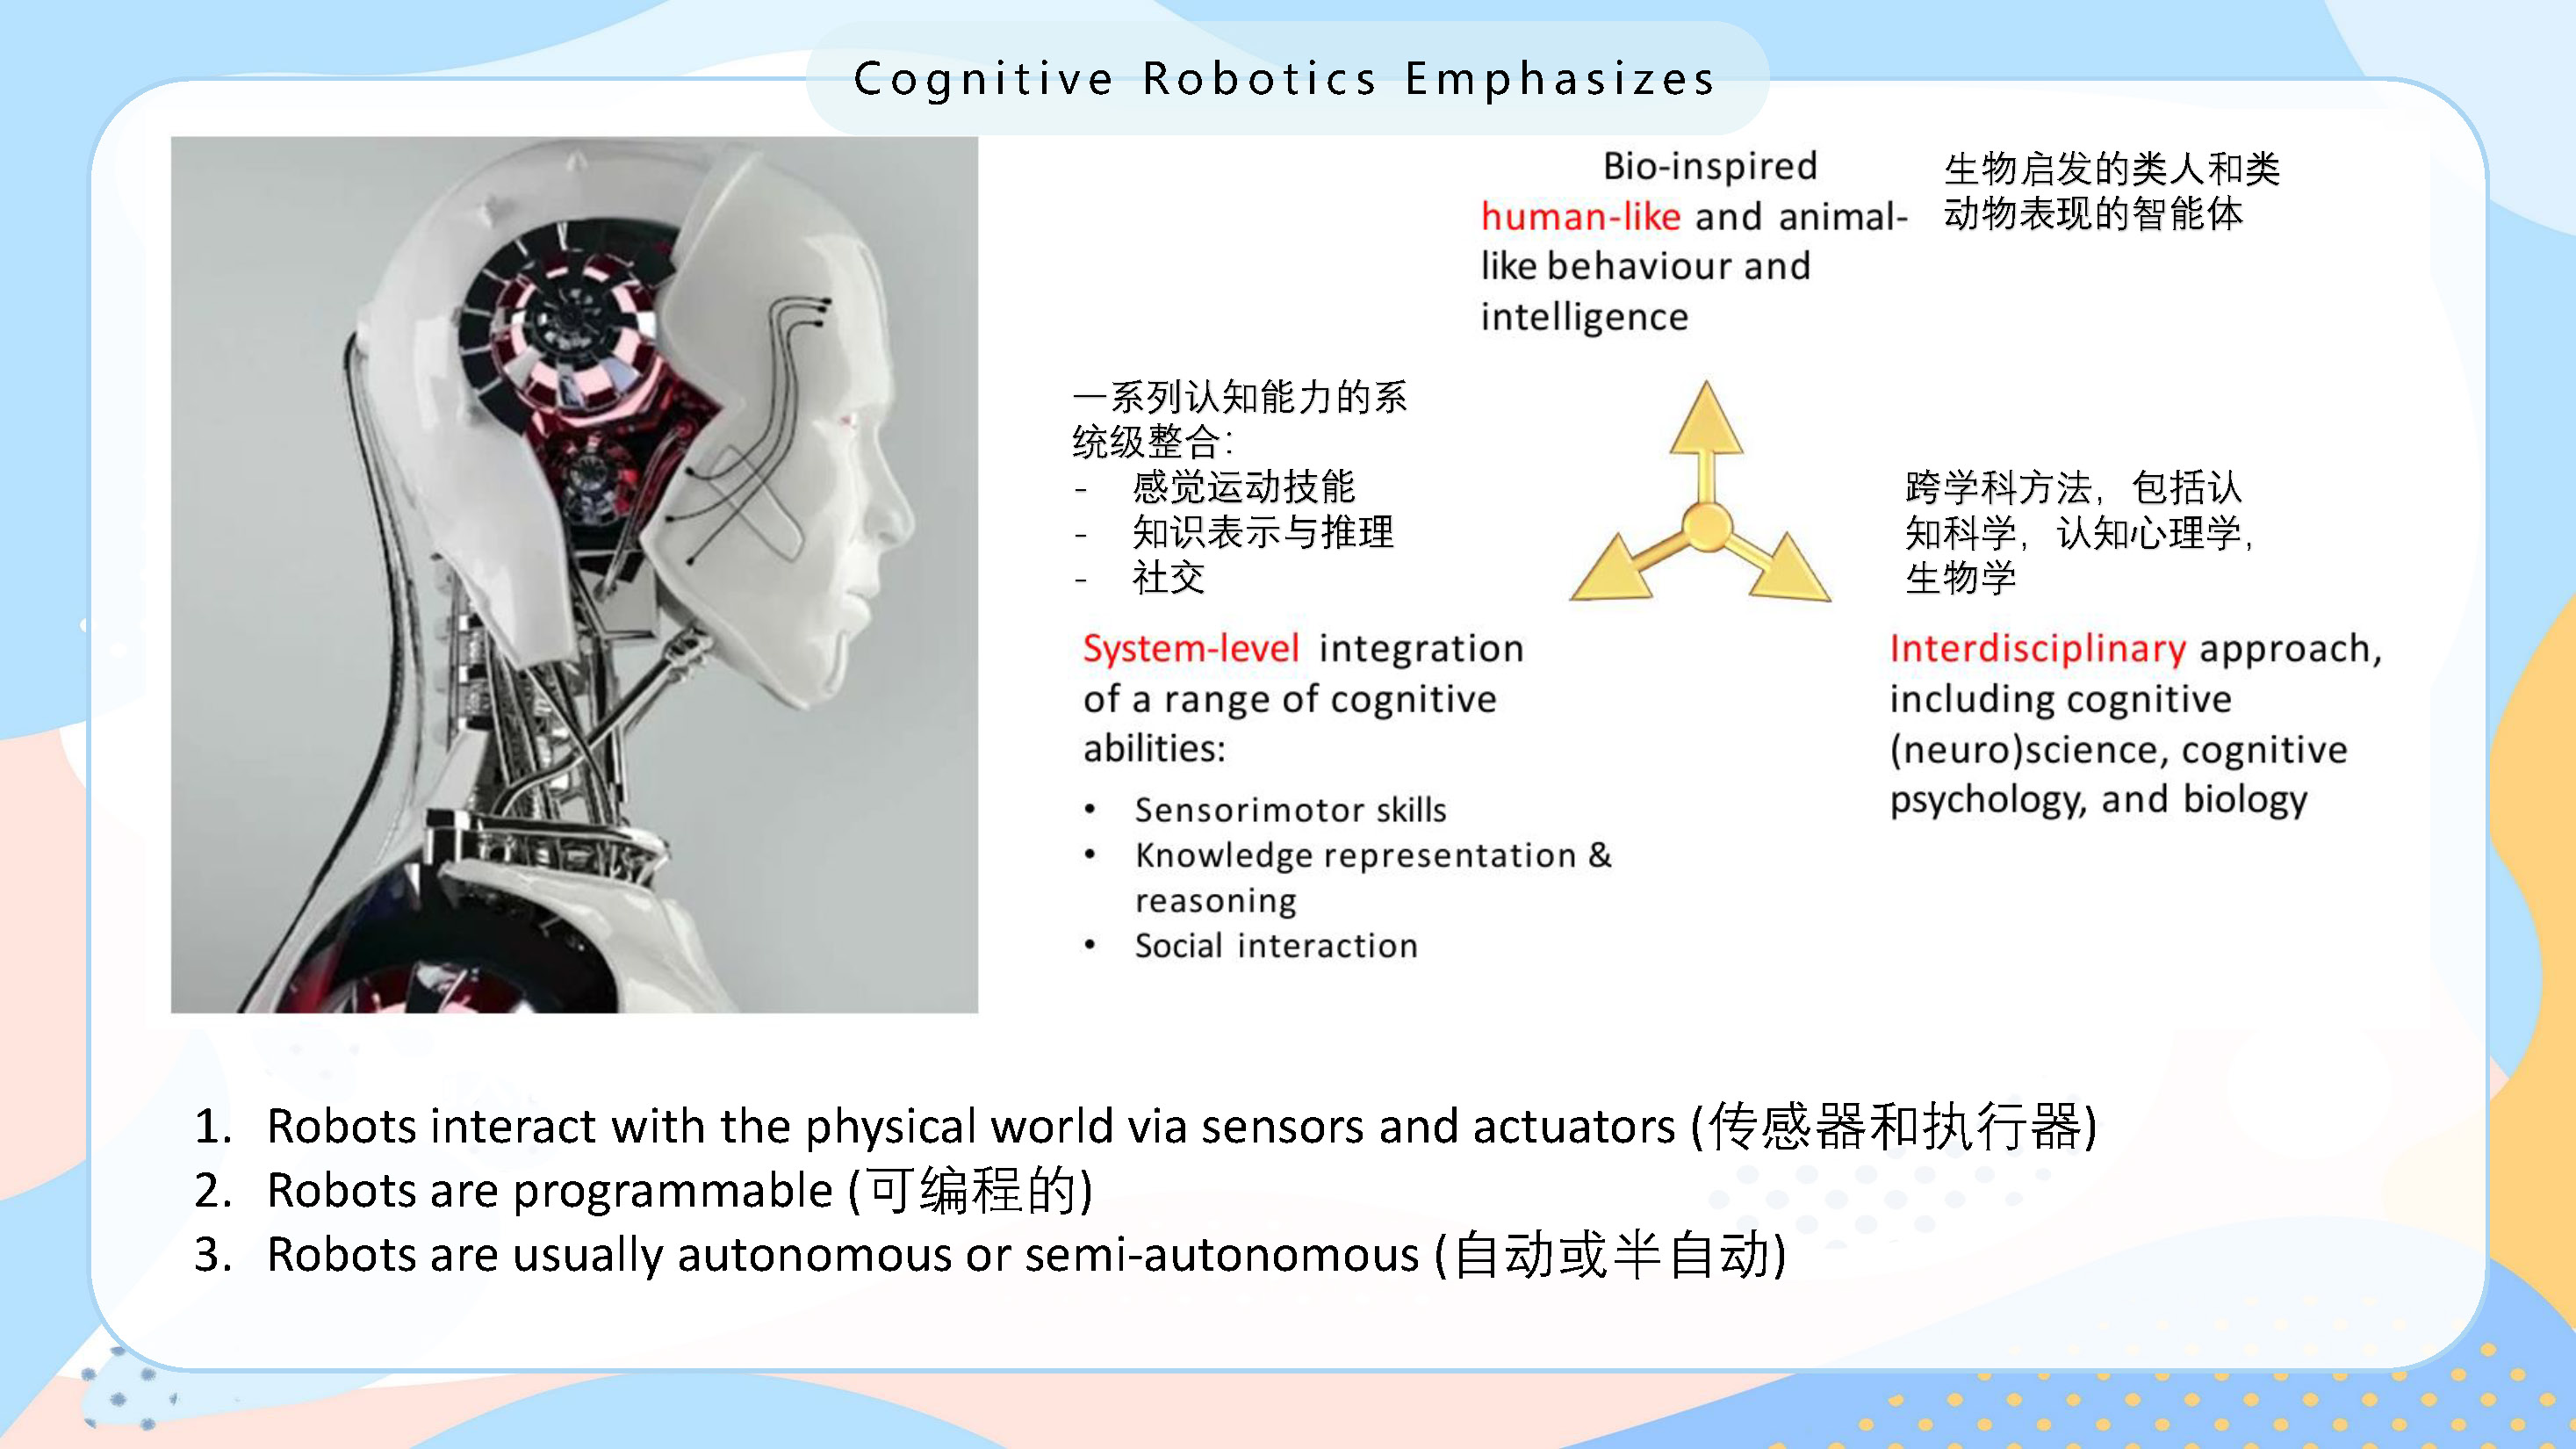 Cognitive Robotics Emphasizes
Bio-inspired
human-like and animal-
like behaviour and
intelligence
生物启发的类人和类
动物表现的智能体
一系列认知能力的系
统级整合：
- 感觉运动技能
- 知识表示与推理
- 社交
跨学科方法，包括认
知科学，认知心理学，
生物学
System-level integration
of a range of cognitive
abilities:
• Sensorimotor skills
• Knowledge representation &
reasoning
• Social interaction
Interdisciplinary approach,
including cognitive
(neuro)science, cognitive
psychology, and biology
1. Robots interact with the physical world via sensors and actuators (传感器和执行器)
2. Robots are programmable (可编程的)
3. Robots are usually autonomous or semi-autonomous (自动或半自动)